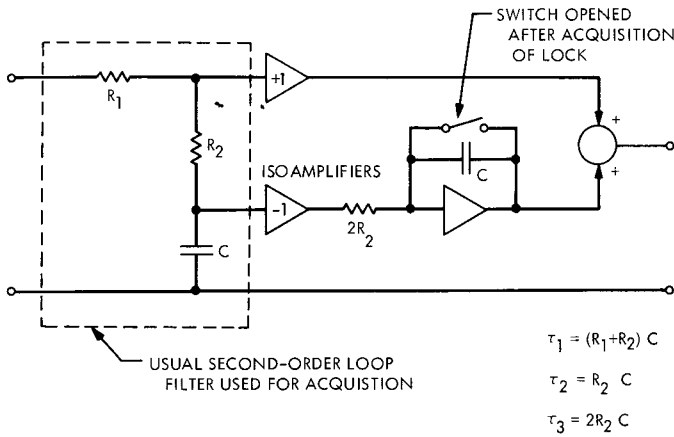 SWITCH OPENED
AFTER ACQUISITION
OF LOCK
R1
+1
+
R2
ISOAMPLIFIERS
C
+
-1
2R2
C
τ1 = (R1+R2) C
USUAL SECOND-ORDER LOOP
FILTER USED FOR ACQUISTION
τ2 = R2 C
τ3 = 2R2 C